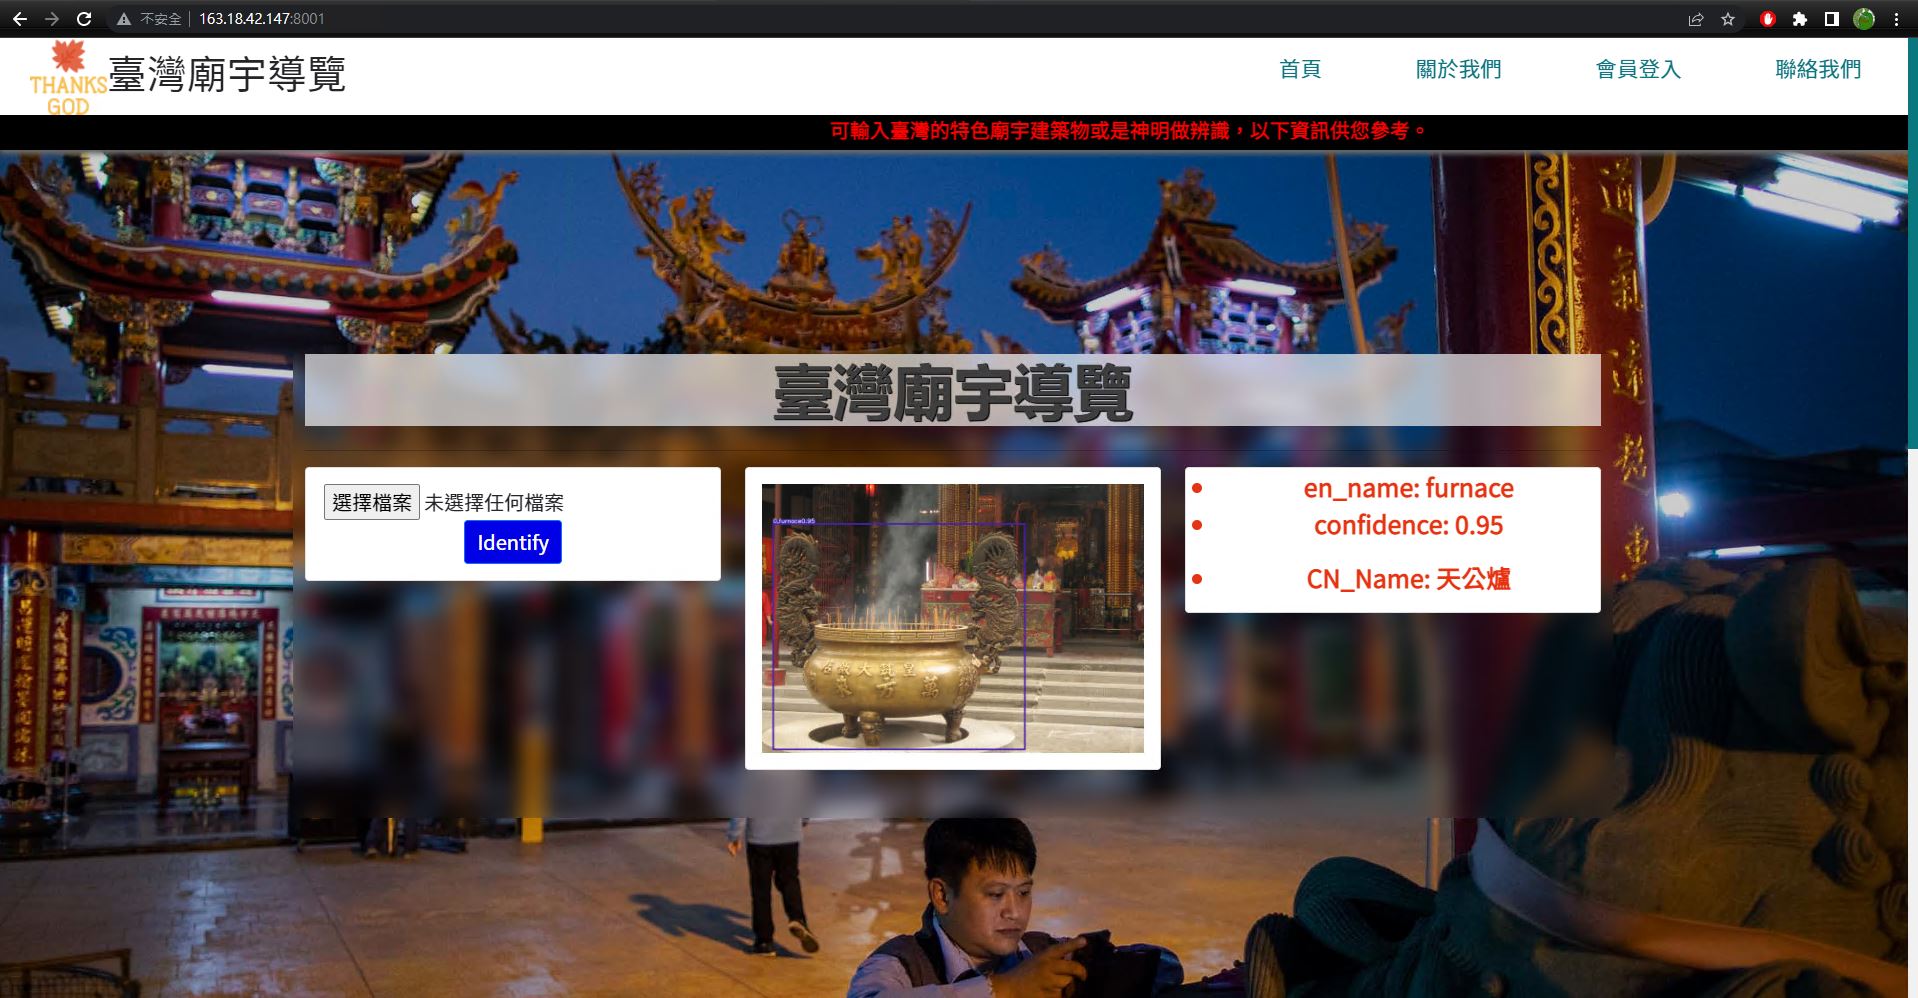 不安全 163.18.42.147:8001
THANKS
GOD
臺灣廟宇導覽
首頁
關於我們
會員登入
聯絡我們
可輸入臺灣的特色廟宇建築物或是神明做辨識，以下資訊供您參考。
臺灣廟宇導覽
選擇檔案 未選擇任何檔案
Identify
0,furnace0.95
萬方來
en_name: furnace
confidence: 0.95
CN_Name: 天公爐